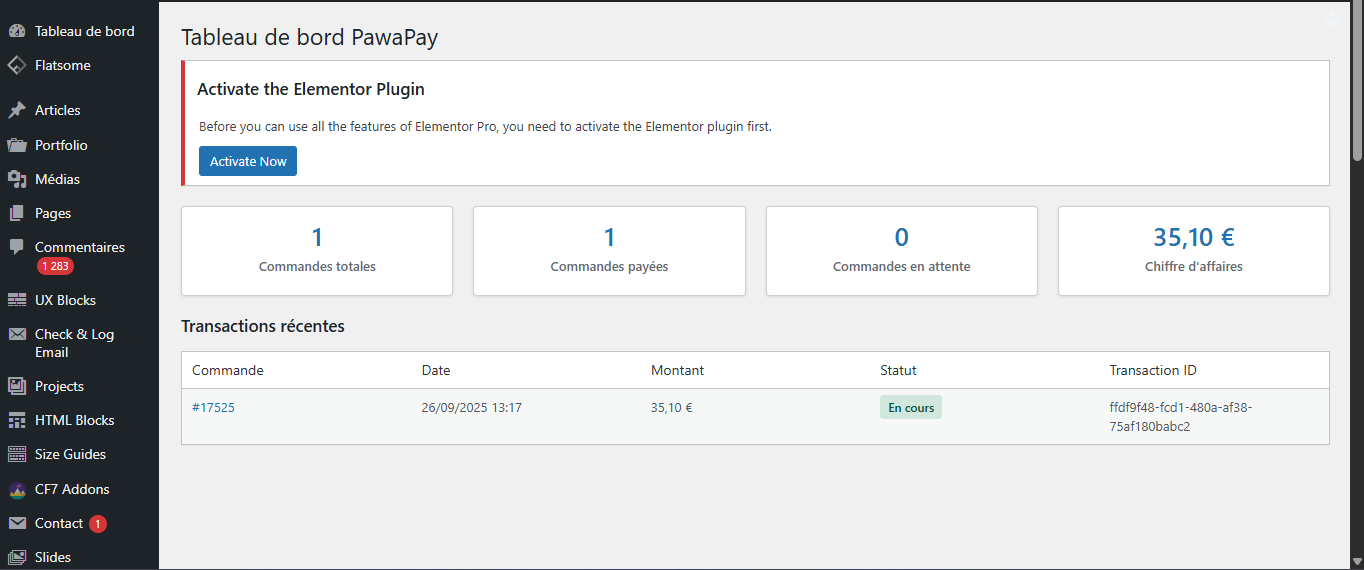 Tableau de bord
Flatsome
Articles
Portfolio
Médias
Pages
Commentaires
1 283
UX Blocks
Check & Log
Email
Projects
HTML Blocks
Size Guides
CF7 Addons
Contact 1
Slides
Tableau de bord PawaPay
Activate the Elementor Plugin
Before you can use all the features of Elementor Pro, you need to activate the Elementor plugin first.
Activate Now
1
Commandes totales
1
Commandes payées
0
Commandes en attente
35,10 €
Chiffre d'affaires
Transactions récentes
Commande Date Montant Statut Transaction ID
#17525 26/09/2025 13:17 35,10 € En cours ffdf9f48-fcd1-480a-af38-
75af180babc2